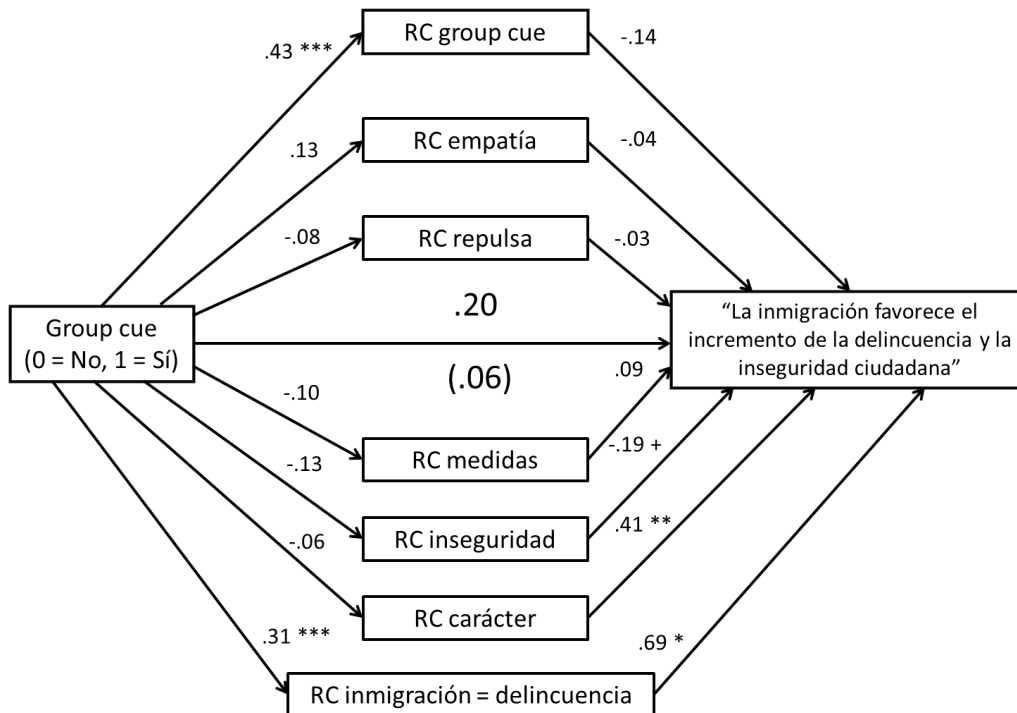 RC group cue
.43 ***
-.14
RC empatía
.13
-.04
RC repulsa
-.08
-.03
Group cue
(0 = No, 1 = Sí)
.20
(.06)
“La inmigración favorece el
incremento de la delincuencia y la
inseguridad ciudadana”
-.10
.09
RC medidas
-.13
-.19 +
RC inseguridad
-.06
.41 **
RC carácter
.31 ***
.69 *
RC inmigración = delincuencia